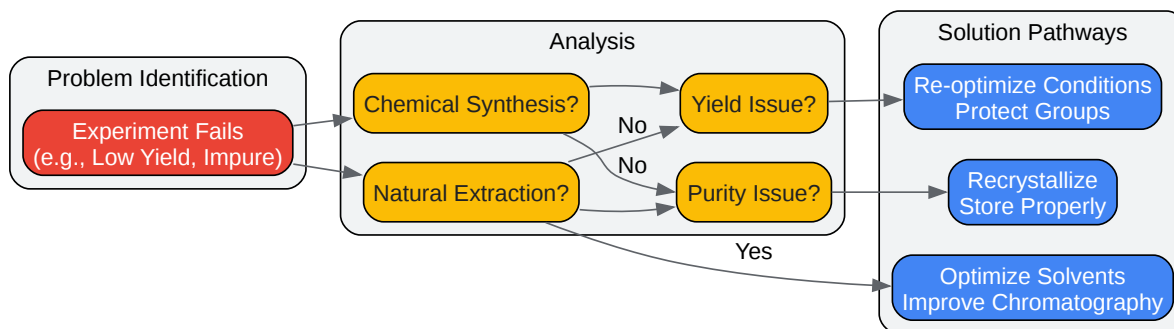 Problem Identification
Experiment Fails
(e.g., Low Yield, Impure)
Analysis
Chemical Synthesis?
Natural Extraction?
Yield Issue?
Purity Issue?
No
No
Yes
Solution Pathways
Re-optimize Conditions
Protect Groups
Recrystallize
Store Properly
Optimize Solvents
Improve Chromatography